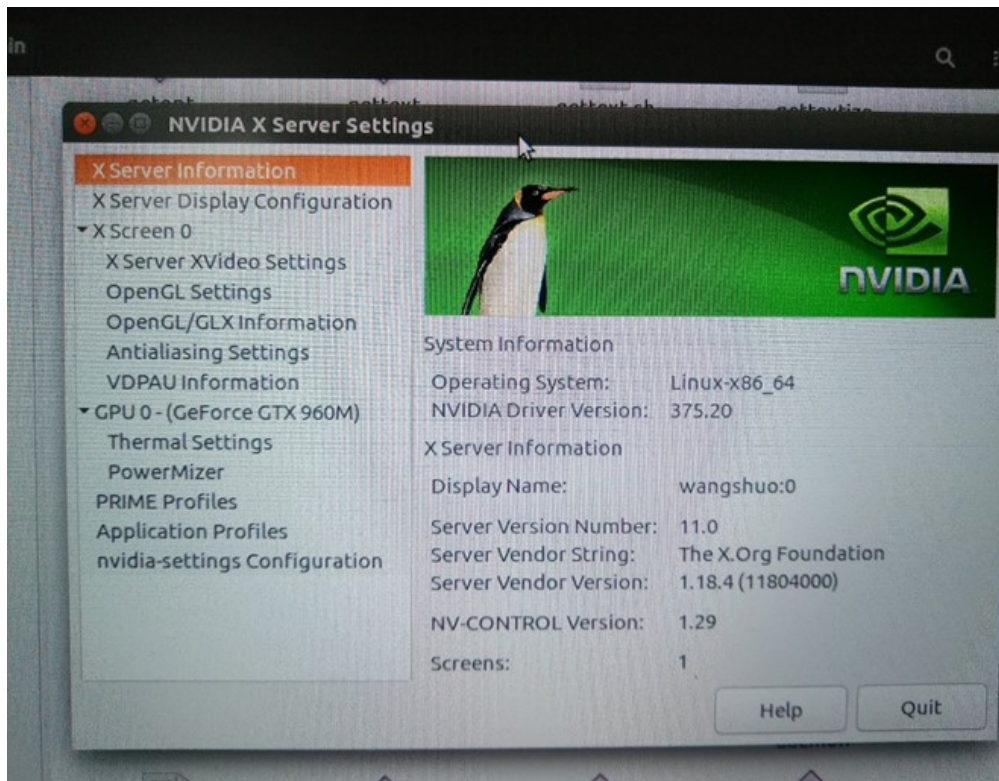 in
gettext.sh
NVIDIA X Server Settings
X Server Information
X Server Display Configuration
X Screen 0
X Server XVideo Settings
OpenGL Settings
OpenGL/GLX Information
Antialiasing Settings
VDPAU Information
GPU 0 - (GeForce GTX 960M)
Thermal Settings
PowerMizer
PRIME Profiles
Application Profiles
nvidia-settings Configuration
NVIDIA
System Information
Operating System: Linux-x86_64
NVIDIA Driver Version: 375.20
X Server Information
Display Name: wangshuo:0
Server Version Number: 11.0
Server Vendor String: The X.Org Foundation
Server Vendor Version: 1.18.4 (11804000)
NV-CONTROL Version: 1.29
Screens: 1
Help Quit